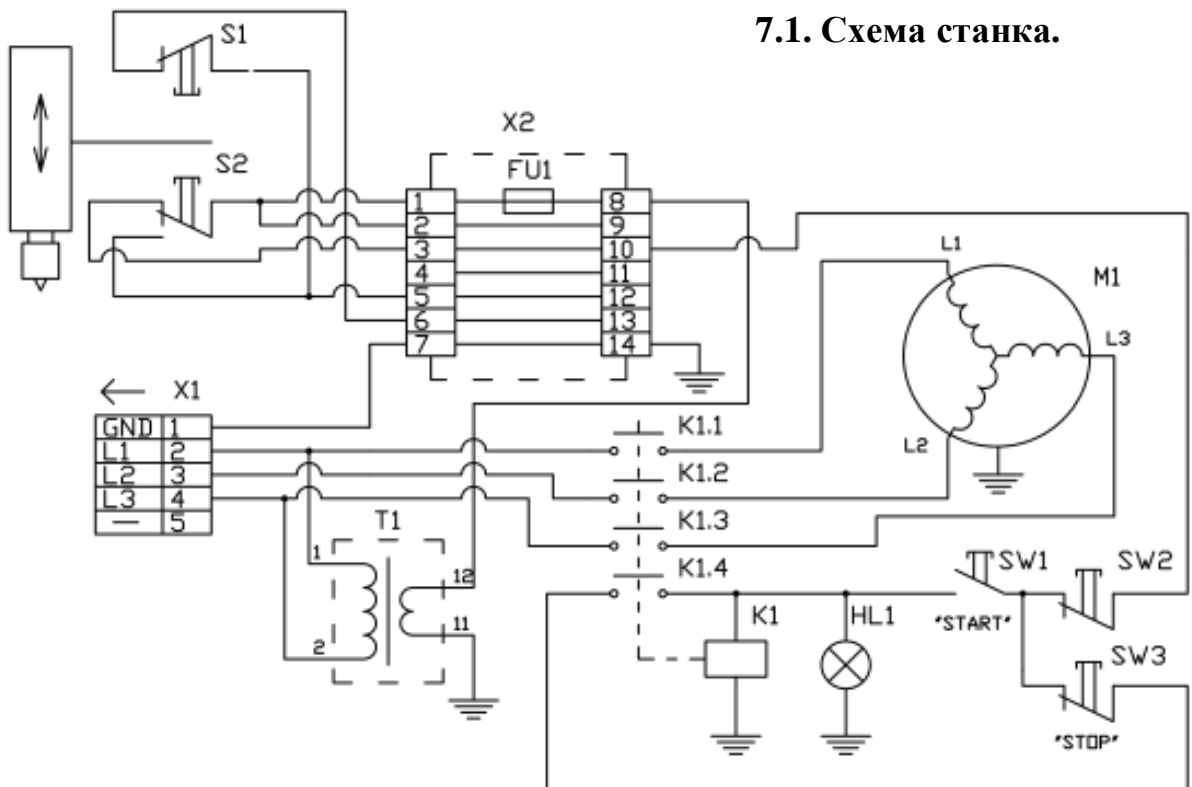 7.1. Схема станка.
S1
S2
X2
FU1
1 8
2 9
3 10
4 11
5 12
6 13
7 14
L1
M1
L3
L2
X1
GND 1
L1 2
L2 3
L3 4
— 5
K1.1
K1.2
K1.3
K1.4
T1
1
2
12
11
K1
HL1
SW1
"START"
SW2
SW3
"STOP"